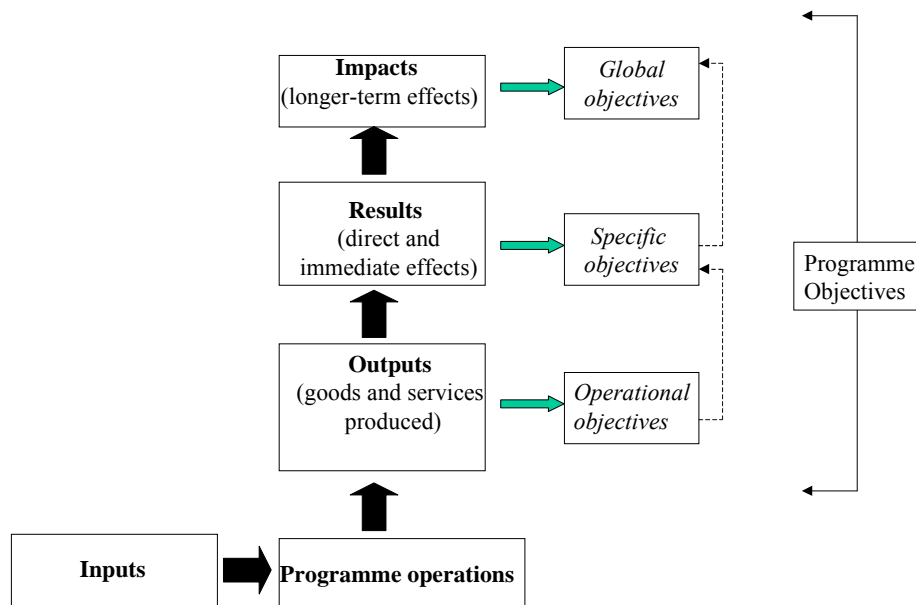 Impacts
(longer-term effects)
Global
objectives
Results
(direct and
immediate effects)
Specific
objectives
Programme
Objectives
Outputs
(goods and services
produced)
Operational
objectives
Inputs
Programme operations